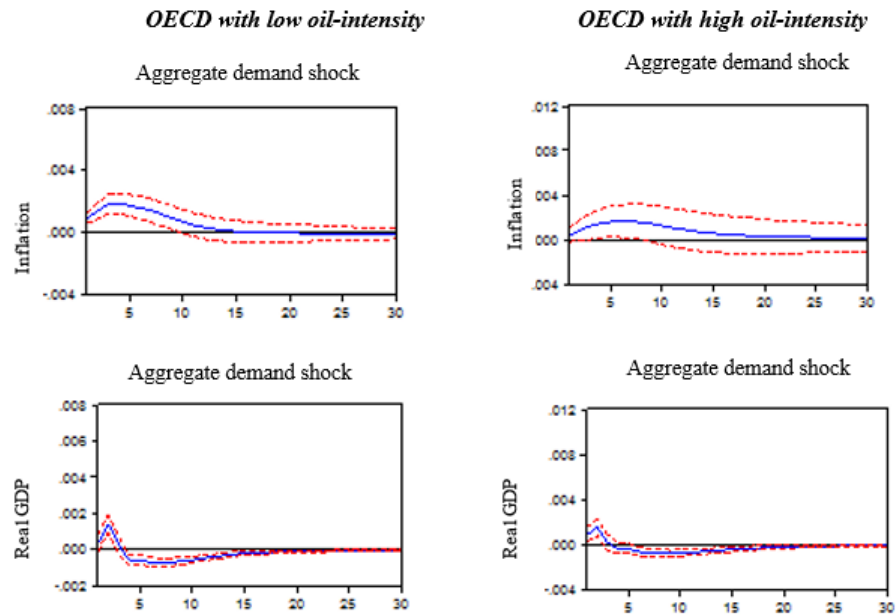 OECD with low oil-intensity
OECD with high oil-intensity
Aggregate demand shock
Inflation
.008
.004
.000
-.004
5 10 15 20 25 30
Aggregate demand shock
Inflation
.012
.008
.004
.000
.004
5 10 15 20 25 30
Aggregate demand shock
Real GDP
.008
.006
.004
.002
.000
-.002
5 10 15 20 25 30
Aggregate demand shock
Real GDP
.012
.008
.004
.000
-.004
5 10 15 20 25 30